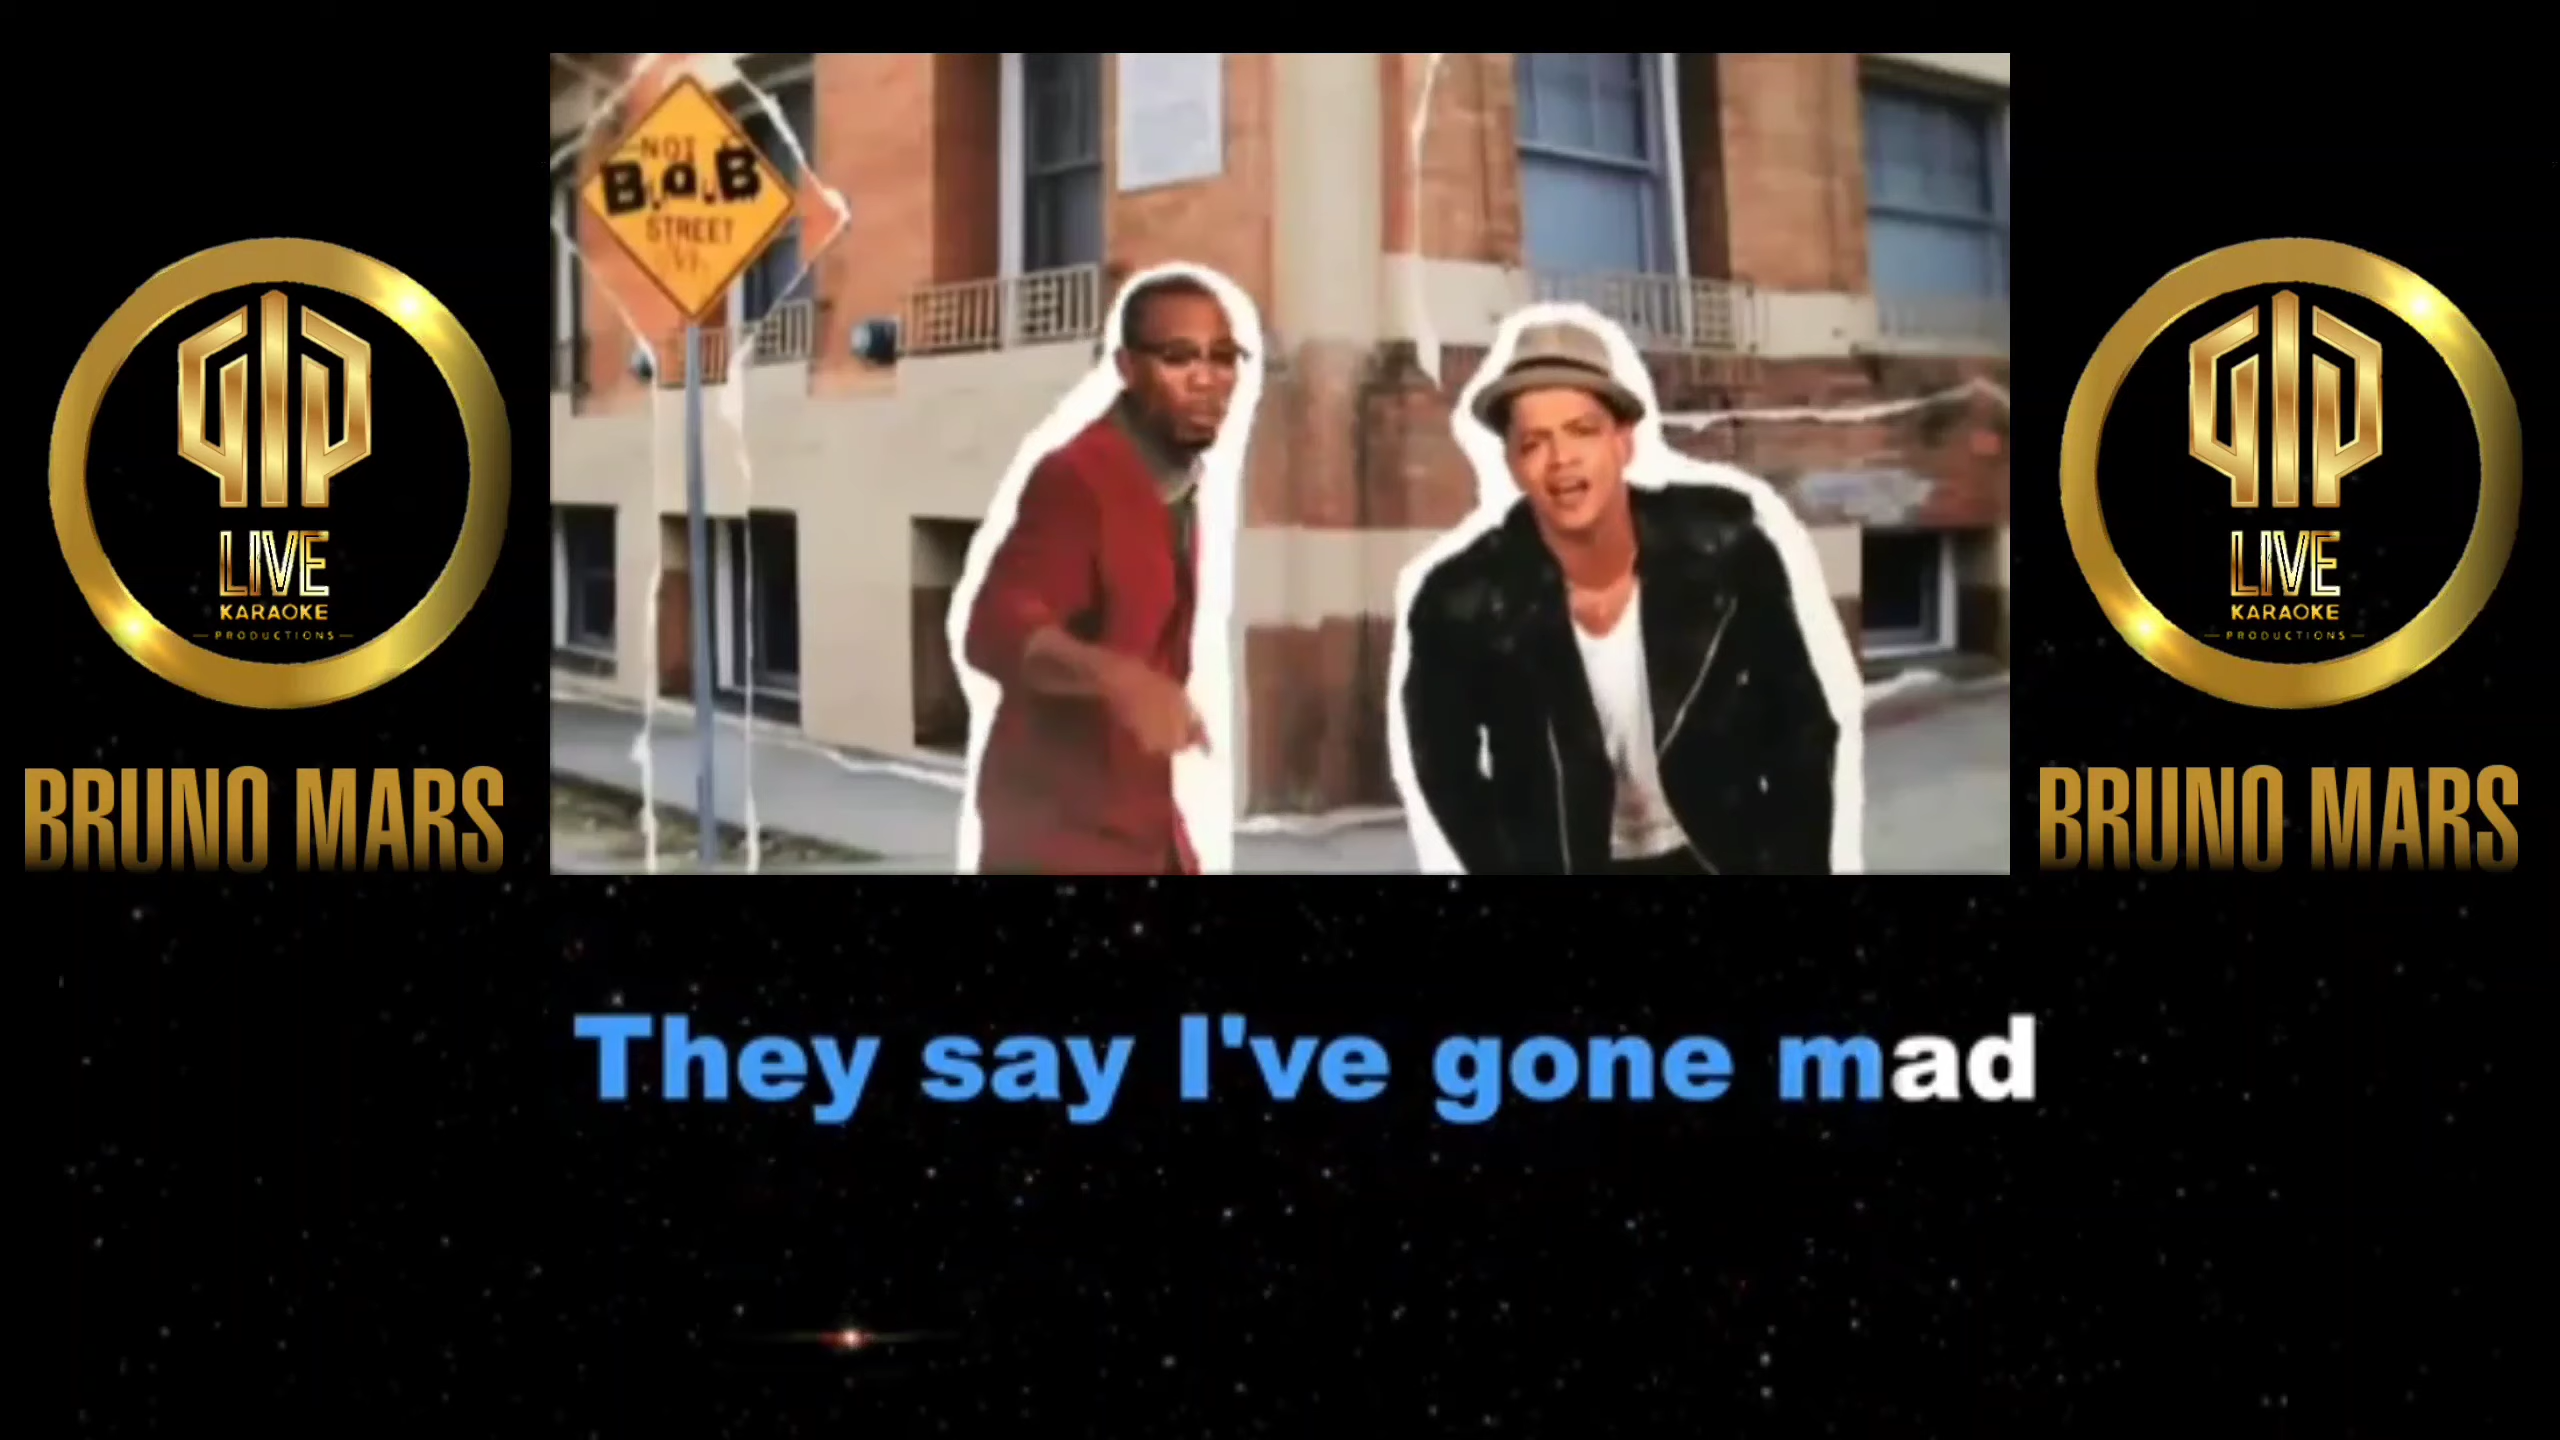 NOT
B.o.B
STREET
LIVE
KARAOKE
PRODUCTIONS
BRUNO MARS
LIVE
KARAOKE
PRODUCTIONS
BRUNO MARS
They say I've gone mad